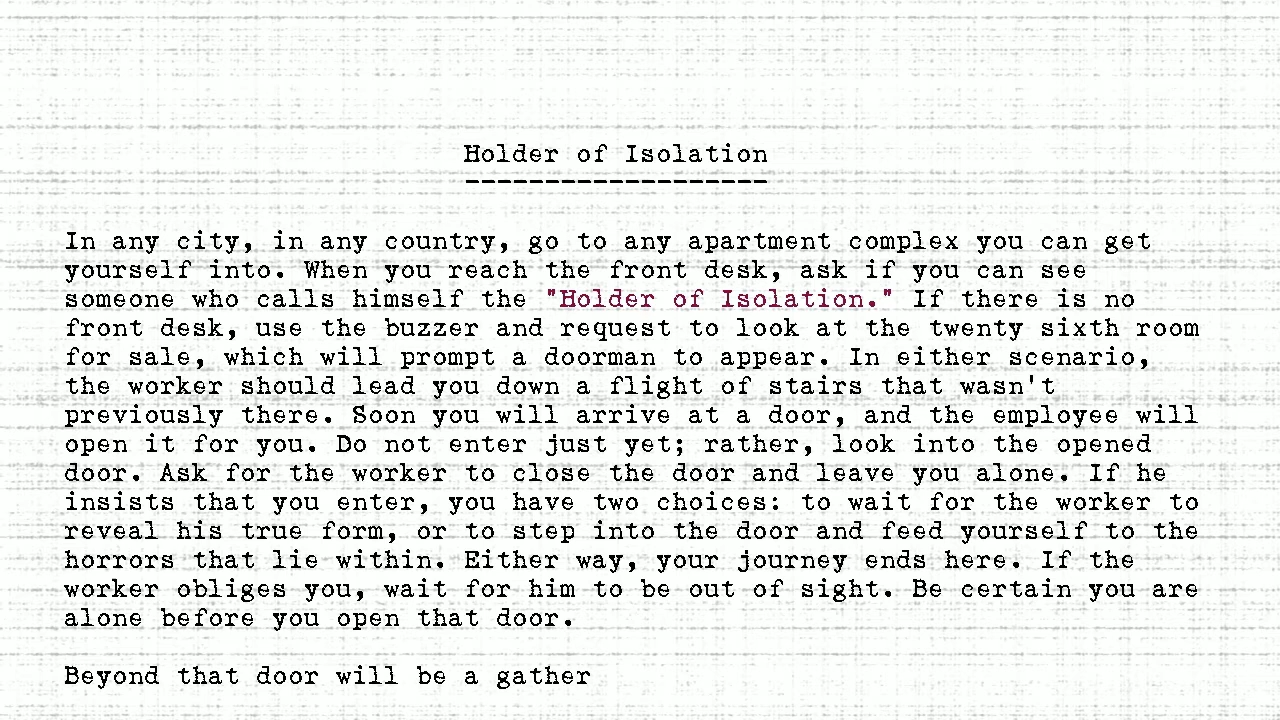 Holder of Isolation
-------------------
In any city, in any country, go to any apartment complex you can get
yourself into. When you reach the front desk, ask if you can see
someone who calls himself the "Holder of Isolation." If there is no
front desk, use the buzzer and request to look at the twenty sixth room
for sale, which will prompt a doorman to appear. In either scenario,
the worker should lead you down a flight of stairs that wasn't
previously there. Soon you will arrive at a door, and the employee will
open it for you. Do not enter just yet; rather, look into the opened
door. Ask for the worker to close the door and leave you alone. If he
insists that you enter, you have two choices: to wait for the worker to
reveal his true form, or to step into the door and feed yourself to the
horrors that lie within. Either way, your journey ends here. If the
worker obliges you, wait for him to be out of sight. Be certain you are
alone before you open that door.
Beyond that door will be a gather